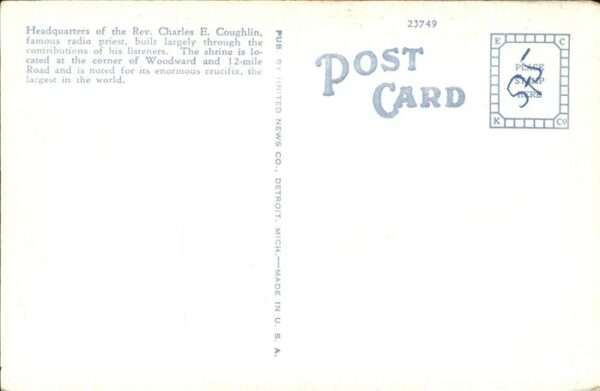 Headquarters of the Rev. Charles E. Coughlin,
famous radio priest, built largely through the
contributions of his listeners. The shrine is lo-
cated at the corner of Woodward and 12-mile
Road and is noted for its enormous crucifix, the
largest in the world.
PUB. BY UNITED NEWS CO., DETROIT, MICH.—MADE IN U. S. A.
23749
POST
CARD
E C
PLACE
STAMP
HERE
K CO